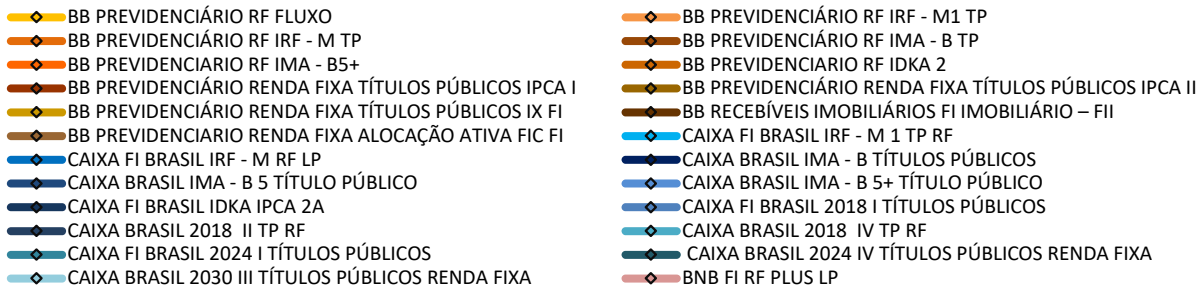 BB PREVIDENCIÁRIO RF FLUXO
BB PREVIDENCIÁRIO RF IRF - M1 TP
BB PREVIDENCIÁRIO RF IRF - M TP
BB PREVIDENCIÁRIO RF IMA - B TP
BB PREVIDENCIARIO RF IMA - B5+
BB PREVIDENCIARIO RF IDKA 2
BB PREVIDENCIÁRIO RENDA FIXA TÍTULOS PÚBLICOS IPCA I
BB PREVIDENCIÁRIO RENDA FIXA TÍTULOS PÚBLICOS IPCA II
BB PREVIDENCIÁRIO RENDA FIXA TÍTULOS PÚBLICOS IX FI
BB RECEBÍVEIS IMOBILIÁRIOS FI IMOBILIÁRIO – FII
BB PREVIDENCIARIO RENDA FIXA ALOCAÇÃO ATIVA FIC FI
CAIXA FI BRASIL IRF - M 1 TP RF
CAIXA FI BRASIL IRF - M RF LP
CAIXA BRASIL IMA - B TÍTULOS PÚBLICOS
CAIXA BRASIL IMA - B 5 TÍTULO PÚBLICO
CAIXA BRASIL IMA - B 5+ TÍTULO PÚBLICO
CAIXA FI BRASIL IDKA IPCA 2A
CAIXA FI BRASIL 2018 I TÍTULOS PÚBLICOS
CAIXA BRASIL 2018 II TP RF
CAIXA BRASIL 2018 IV TP RF
CAIXA FI BRASIL 2024 I TÍTULOS PÚBLICOS
CAIXA BRASIL 2024 IV TÍTULOS PÚBLICOS RENDA FIXA
CAIXA BRASIL 2030 III TÍTULOS PÚBLICOS RENDA FIXA
BNB FI RF PLUS LP